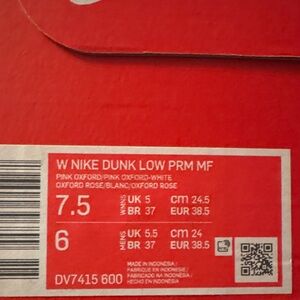 W NIKE DUNK LOW PRM MF
PINK OXFORD/PINK OXFORD-WHITE
OXFORD ROSE/BLANC/OXFORD ROSE
7.5 WMNS UK 5 cm 24.5
BR 37 EUR 38.5
6 MENS UK 5.5 cm 24
BR 37 EUR 38.5
MADE IN INDONESIA /
FABRIQUE EN INDONESIE /
FABRICADO NA INDONESIA /
HECHO EN INDONESIA
DV7415 600